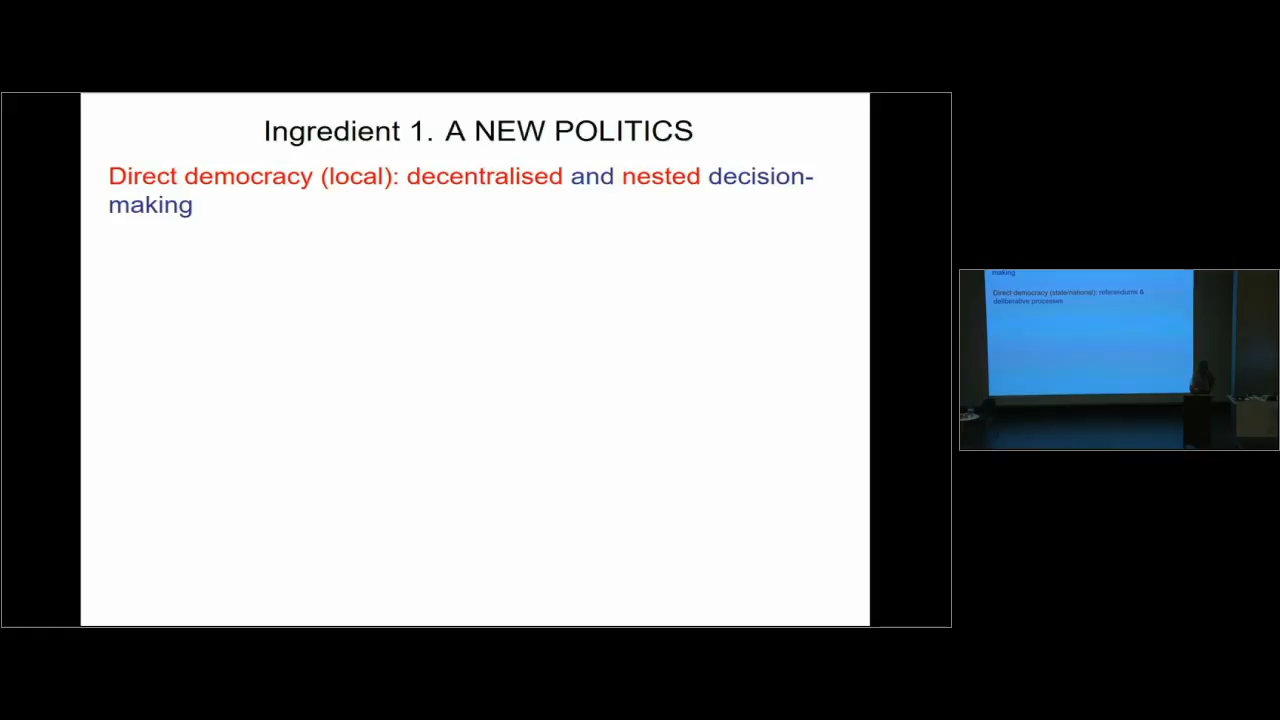 Ingredient 1. A NEW POLITICS
Direct democracy (local): decentralised and nested decision-
making
making
Direct democracy (state/national): referendums &
deliberative processes